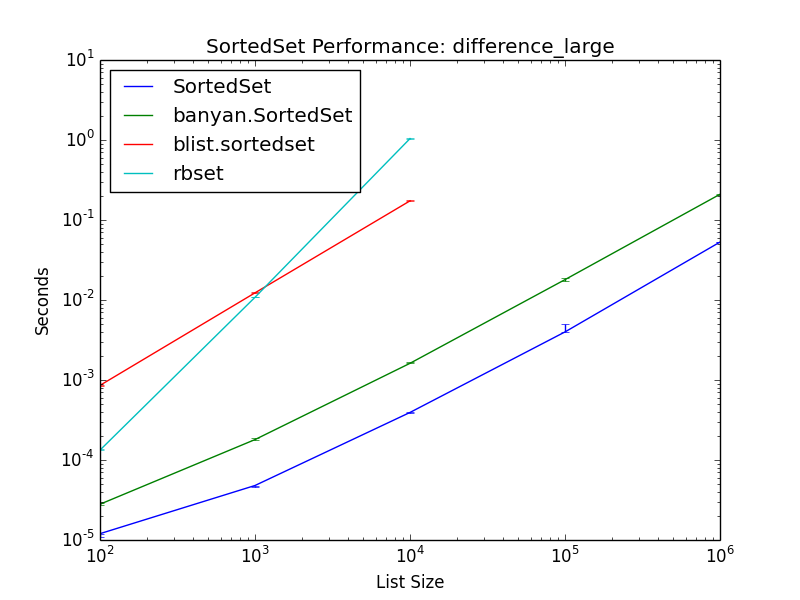 SortedSet Performance: difference_large
SortedSet
banyan.SortedSet
blist.sortedset
rbset
10^1
10^0
10^-1
10^-2
10^-3
10^-4
10^-5
Seconds
10^2 10^3 10^4 10^5 10^6
List Size